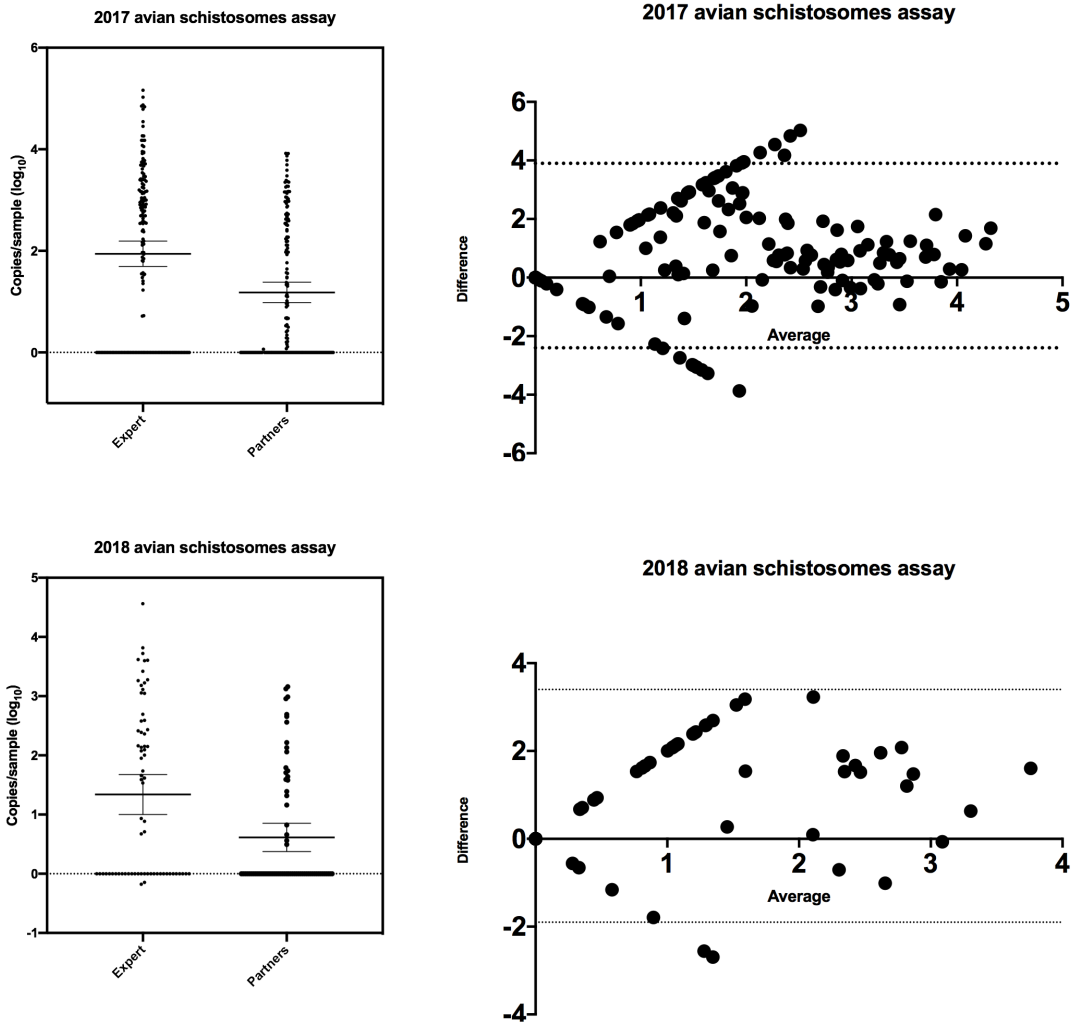 2017 avian schistosomes assay
Copies/sample (log10)
6
4
2
0
Expert
Partners
2017 avian schistosomes assay
Difference
6
4
2
0
-2
-4
-6
1
2
3
4
5
Average
2018 avian schistosomes assay
Copies/sample (log10)
5
4
3
2
1
0
-1
Expert
Partners
2018 avian schistosomes assay
Difference
4
2
0
-2
-4
1
2
3
4
Average